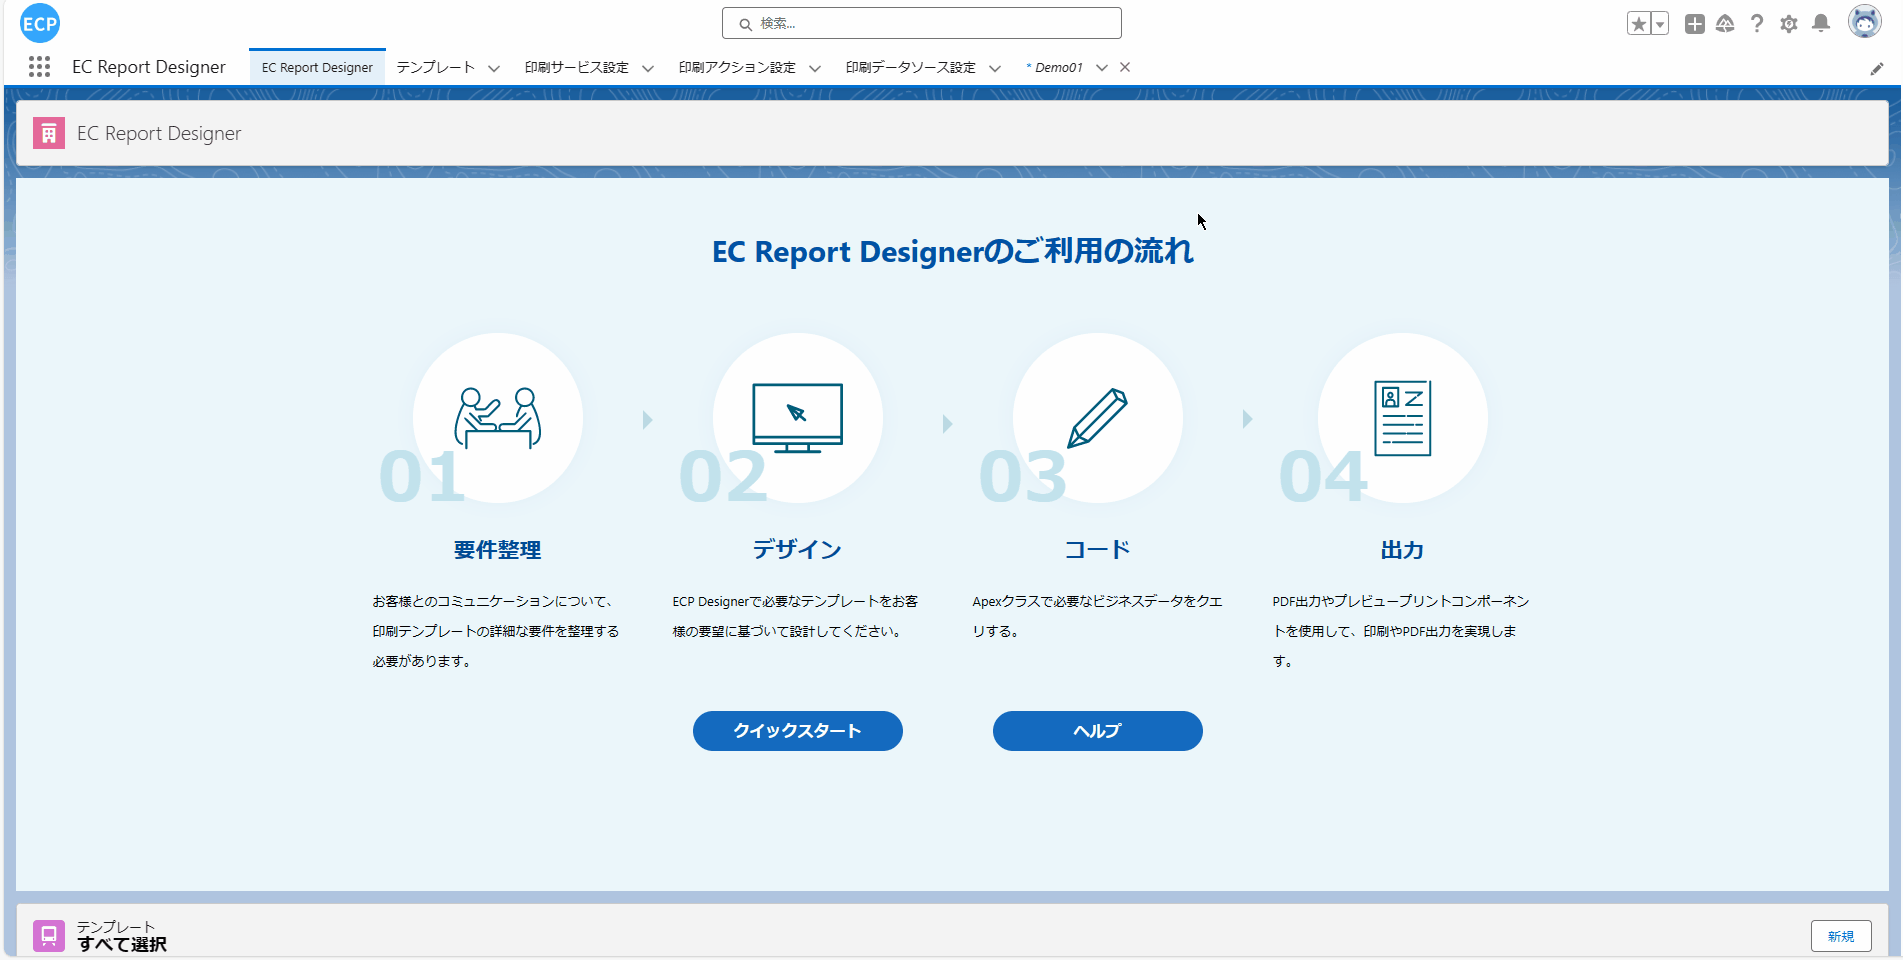 ECP
検索...
EC Report Designer
EC Report Designer
テンプレート
印刷サービス設定
印刷アクション設定
印刷データソース設定
* Demo01
EC Report Designer
EC Report Designerのご利用の流れ
01
02
03
04
要件整理
デザイン
コード
出力
お客様とのコミュニケーションについて、
印刷テンプレートの詳細な要件を整理する
必要があります。
ECP Designerで必要なテンプレートをお客
様の要望に基づいて設計してください。
Apexクラスで必要なビジネスデータをクエ
リする。
PDF出力やプレビュープリントコンポーネン
トを使用して、印刷やPDF出力を実現しま
す。
クイックスタート
ヘルプ
テンプレート
すべて選択
新規